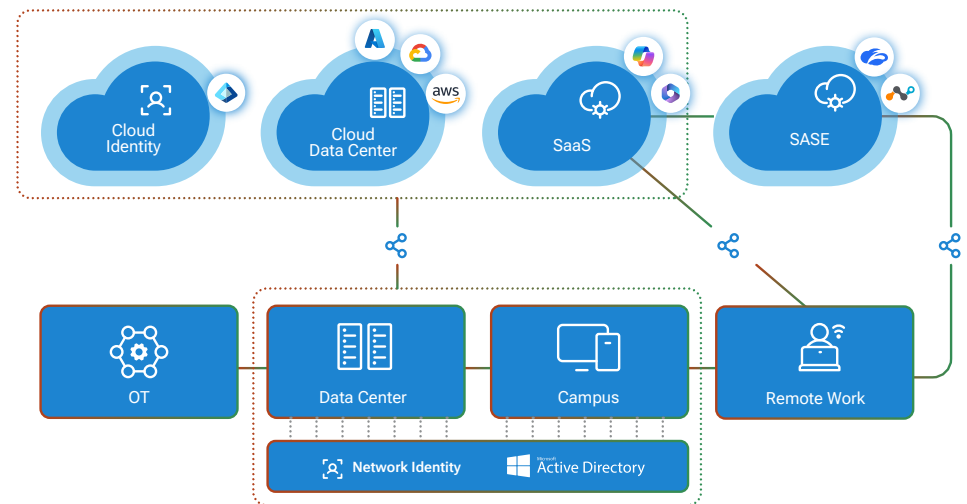 Cloud
Identity
Cloud
Data Center
aws
SaaS
SASE
OT
Data Center
Campus
Remote Work
Network Identity
Microsoft
Active Directory